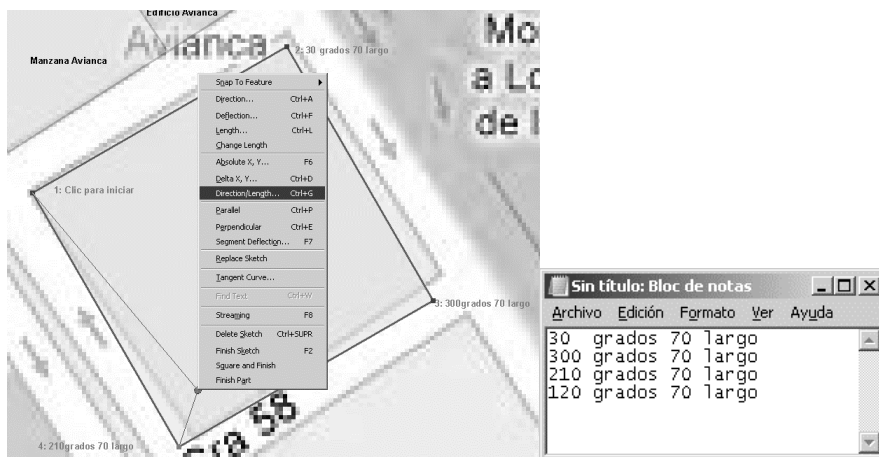 Edificio Avianca
Avianca
Manzana Avianca
2: 30 grados 70 largo
Mo
a Lo
de l
1: Clic para iniciar
Snap To Feature
Direction... Ctrl+A
Deflection... Ctrl+F
Length... Ctrl+L
Change Length
Absolute X, Y... F6
Delta X, Y... Ctrl+D
Direction/Length... Ctrl+G
Parallel Ctrl+P
Perpendicular Ctrl+E
Segment Deflection... F7
Replace Sketch
Tangent Curve...
Find Text Ctrl+W
Streaming F8
Delete Sketch Ctrl+SUPR
Finish Sketch F2
Square and Finish
Finish Part
3: 300grados 70 largo
cra 58
4: 210grados 70 largo
Sin título: Bloc de notas
Archivo Edición Formato Ver Ayuda
30 grados 70 largo
300 grados 70 largo
210 grados 70 largo
120 grados 70 largo